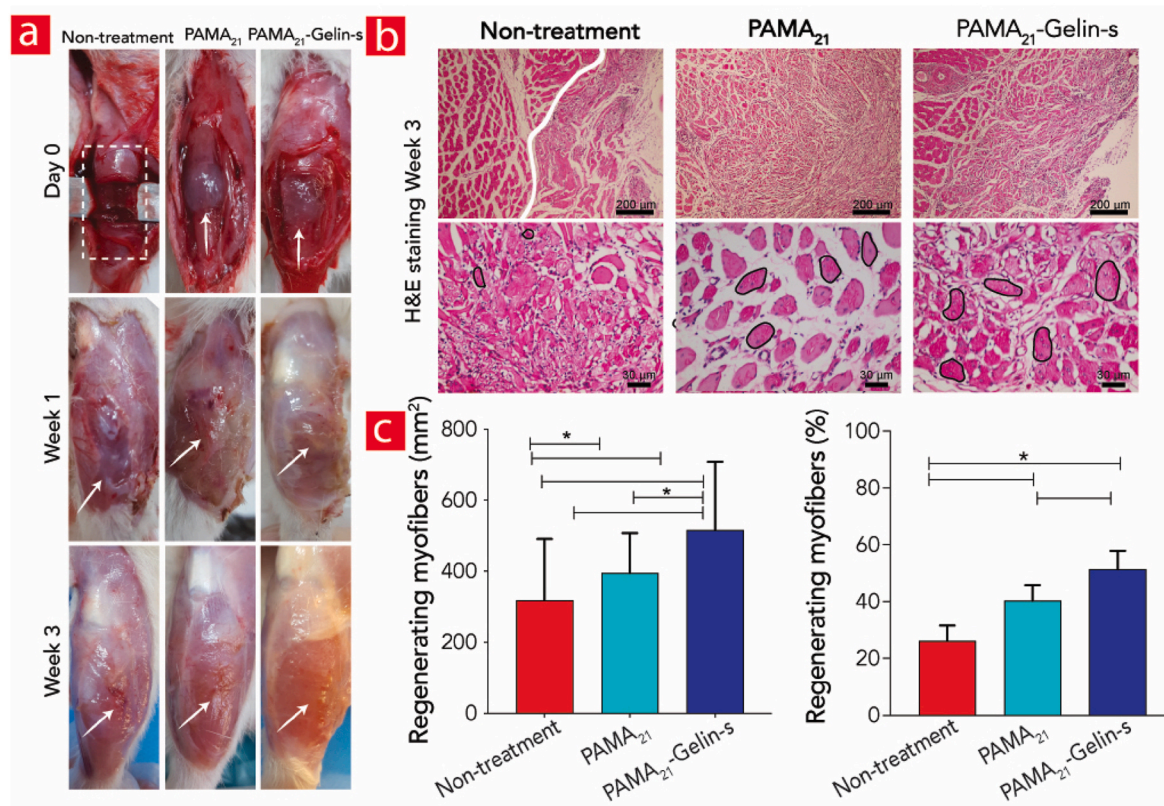 a
Non-treatment PAMA₂₁ PAMA₂₁-Gelin-s
Day 0
Week 1
Week 3
b
Non-treatment PAMA₂₁ PAMA₂₁-Gelin-s
H&E staining Week 3
200 µm 200 µm 200 µm
30 µm 30 µm 30 µm
c
Regenerating myofibers (mm²)
800
600
400
200
0
*
*
Non-treatment PAMA₂₁ PAMA₂₁-Gelin-s
Regenerating myofibers (%)
100
80
60
40
20
0
*
Non-treatment PAMA₂₁ PAMA₂₁-Gelin-s